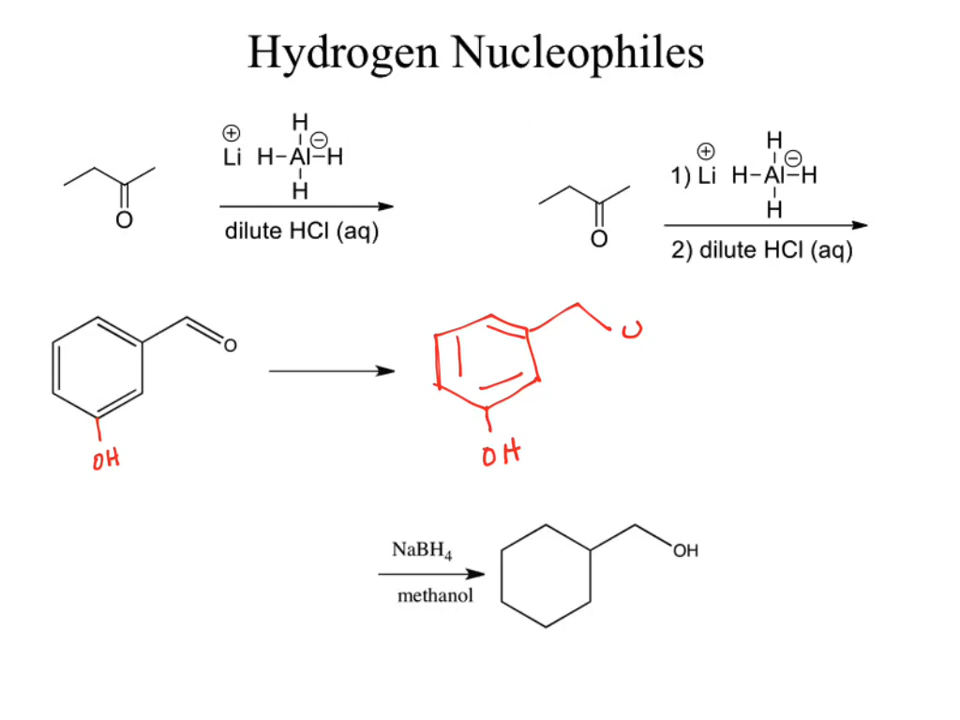 Hydrogen Nucleophiles
H
⊕ ⊖
Li H-Al-H
H
O
dilute HCl (aq)
H
⊕ ⊖
1) Li H-Al-H
H
O
2) dilute HCl (aq)
O
OH
OH
NaBH₄
OH
methanol